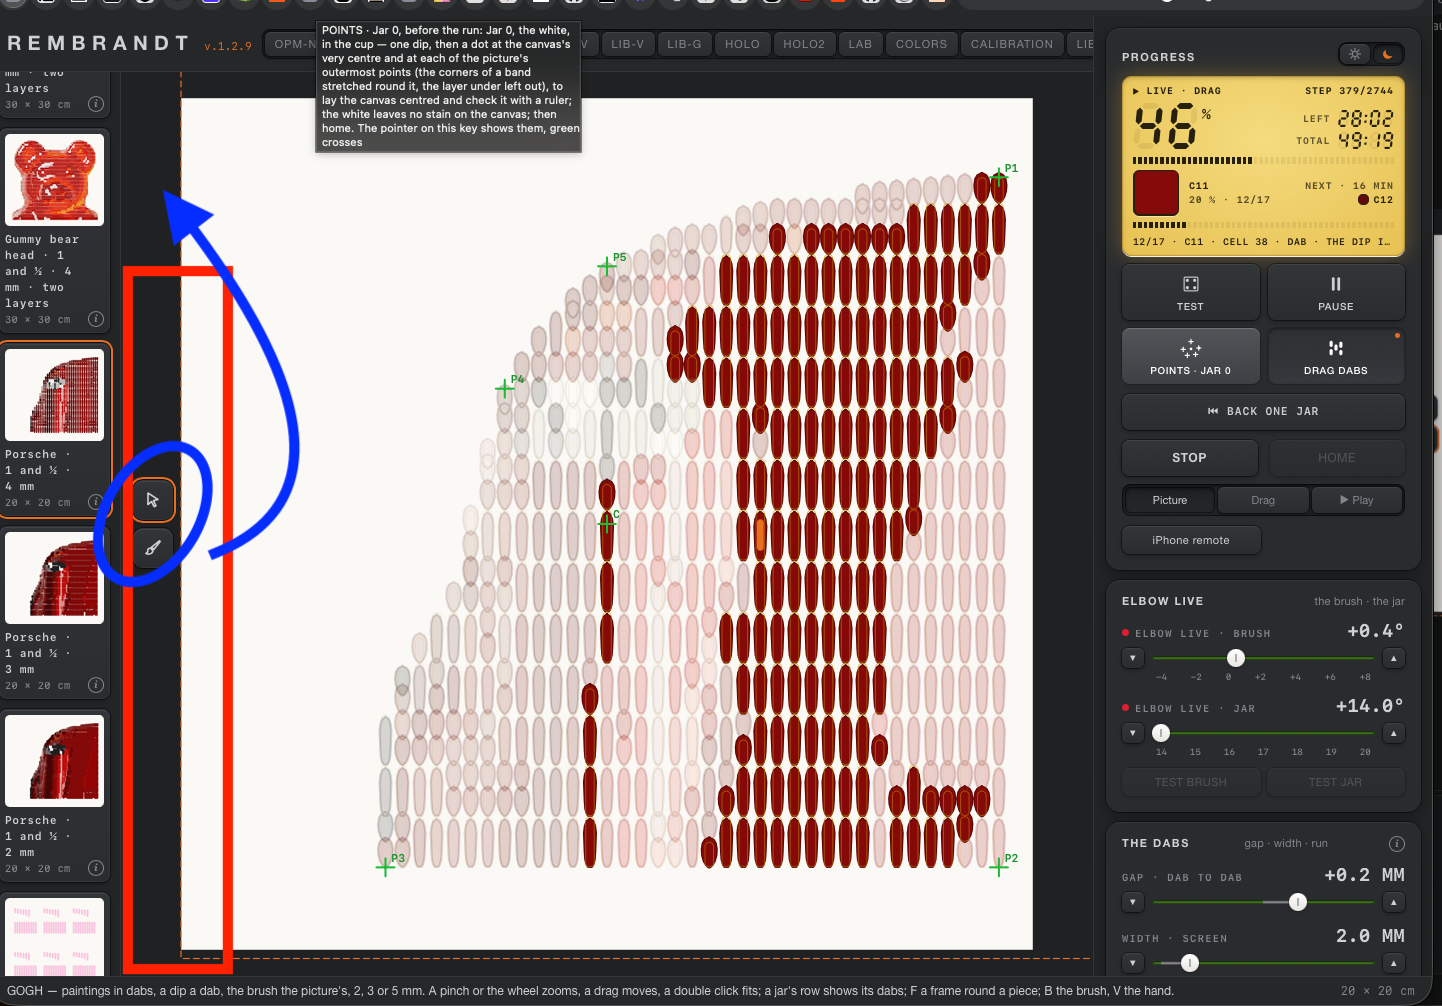 REMBRANDT
v.1.2.9
OPM-N
V
LIB-V
LIB-G
HOLO
HOLO2
LAB
COLORS
CALIBRATION
POINTS · Jar 0, before the run: Jar 0, the white,
in the cup — one dip, then a dot at the canvas's
very centre and at each of the picture's
outermost points (the corners of a band
stretched round it, the layer under left out), to
lay the canvas centred and check it with a ruler;
the white leaves no stain on the canvas; then
home. The pointer on this key shows them, green
crosses
mm · two
layers
30 × 30 cm
Gummy bear
head · 1
and ½ · 4
mm · two
layers
30 × 30 cm
Porsche ·
1 and ½ ·
4 mm
20 × 20 cm
Porsche ·
1 and ½ ·
3 mm
20 × 20 cm
Porsche ·
1 and ½ ·
2 mm
20 × 20 cm
P1
P5
P4
C
P3
P2
PROGRESS
▶ LIVE · DRAG
STEP 379/2744
46 %
LEFT 28:02
TOTAL 49:19
C11
NEXT · 16 MIN
20 % · 12/17
C12
12/17 · C11 · CELL 38 · DAB · THE DIP I…
TEST
PAUSE
POINTS · JAR 0
DRAG DABS
BACK ONE JAR
STOP
HOME
Picture
Drag
▶ Play
iPhone remote
ELBOW LIVE
the brush · the jar
ELBOW LIVE · BRUSH
+0.4°
−4 −2 0 +2 +4 +6 +8
ELBOW LIVE · JAR
+14.0°
14 15 16 17 18 19 20
TEST BRUSH
TEST JAR
THE DABS
gap · width · run
GAP · DAB TO DAB
+0.2 MM
WIDTH · SCREEN
2.0 MM
GOGH — paintings in dabs, a dip a dab, the brush the picture's, 2, 3 or 5 mm. A pinch or the wheel zooms, a drag moves, a double click fits; a jar's row shows its dabs; F a frame round a piece; B the brush, V the hand.
20 × 20 cm